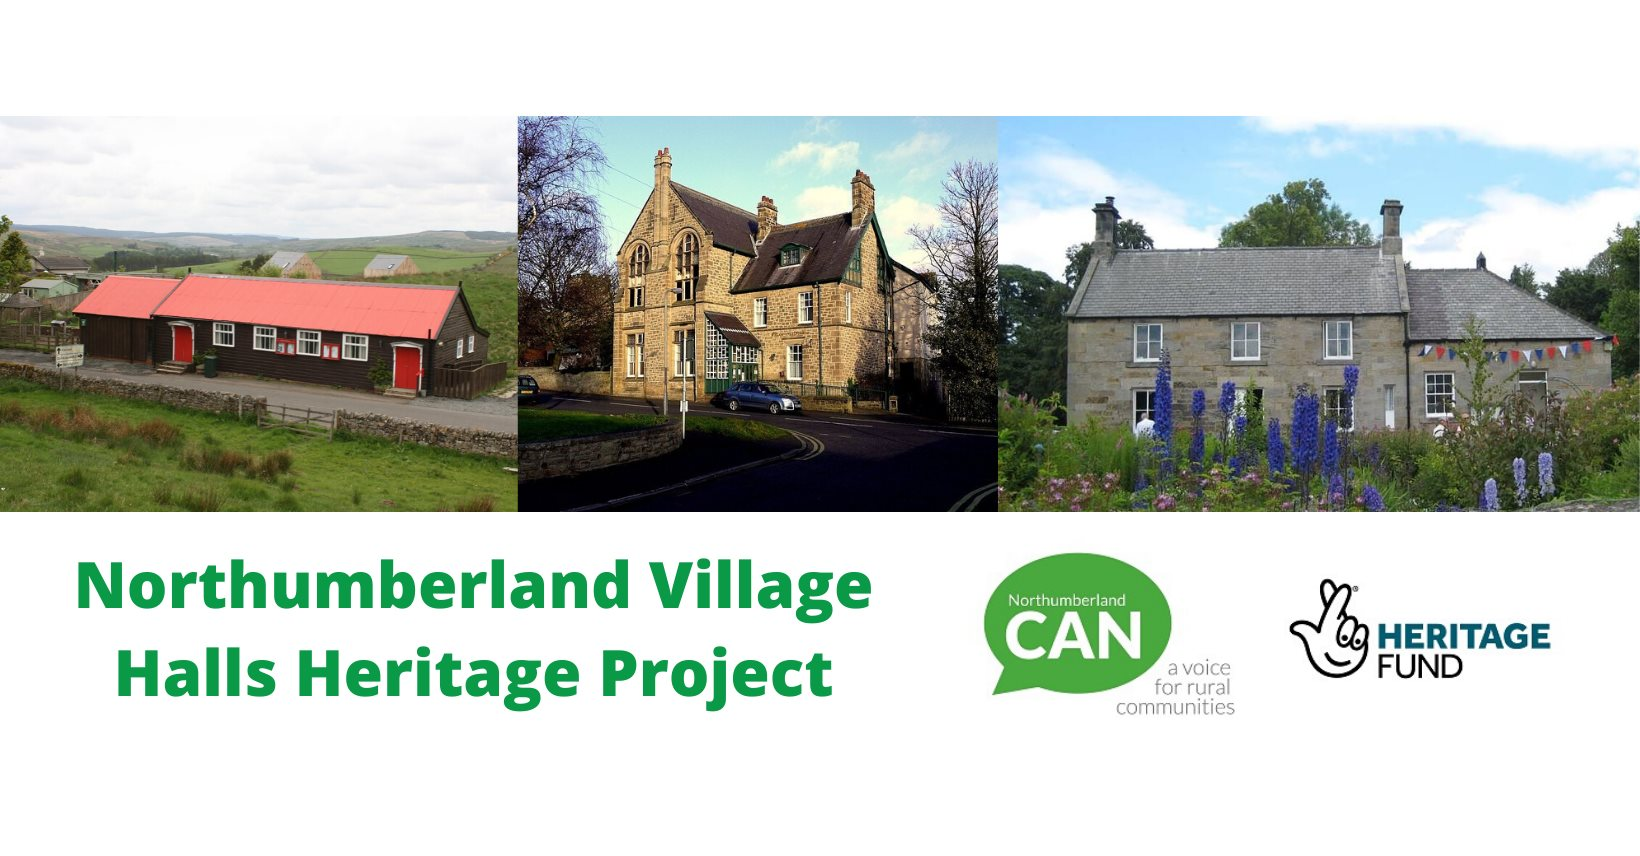 Northumberland Village
Halls Heritage Project
Northumberland
CAN
a voice
for rural
communities
HERITAGE
FUND